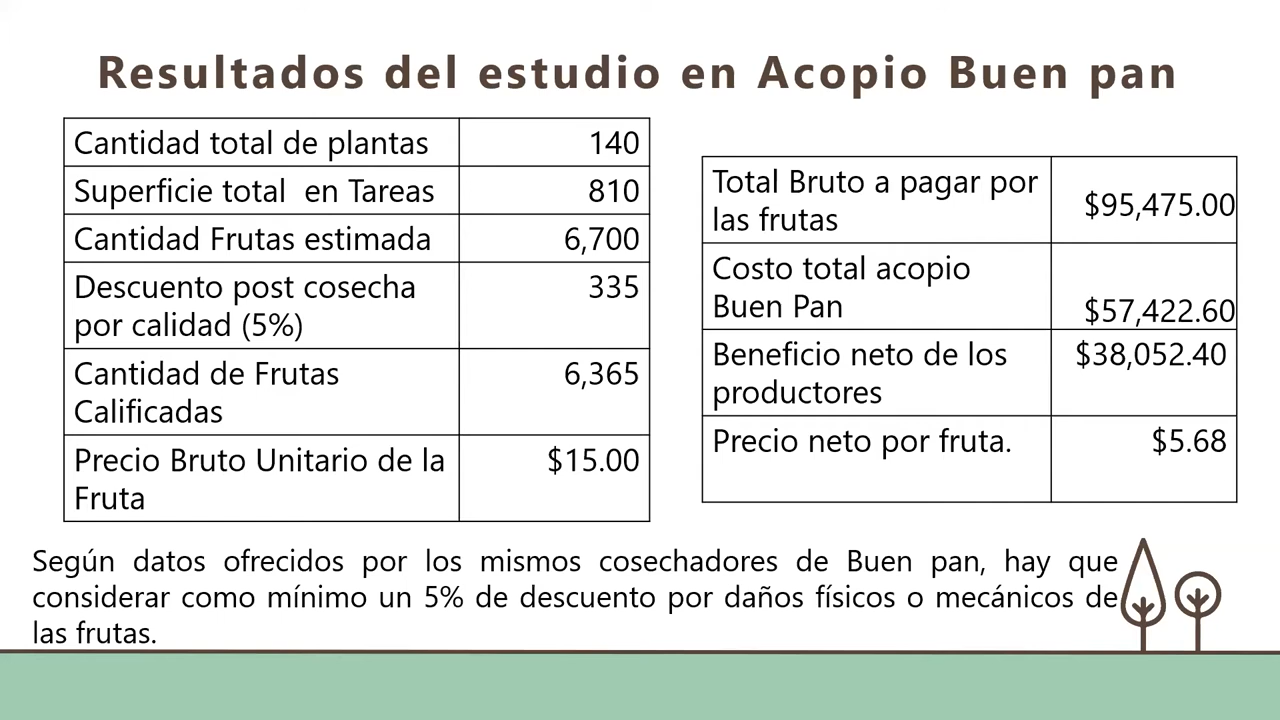 Resultados del estudio en Acopio Buen pan
Cantidad total de plantas 140
Superficie total en Tareas 810
Cantidad Frutas estimada 6,700
Descuento post cosecha 335
por calidad (5%)
Cantidad de Frutas 6,365
Calificadas
Precio Bruto Unitario de la $15.00
Fruta
Total Bruto a pagar por
las frutas $95,475.00
Costo total acopio
Buen Pan $57,422.60
Beneficio neto de los $38,052.40
productores
Precio neto por fruta. $5.68
Según datos ofrecidos por los mismos cosechadores de Buen pan, hay que
considerar como mínimo un 5% de descuento por daños físicos o mecánicos de
las frutas.